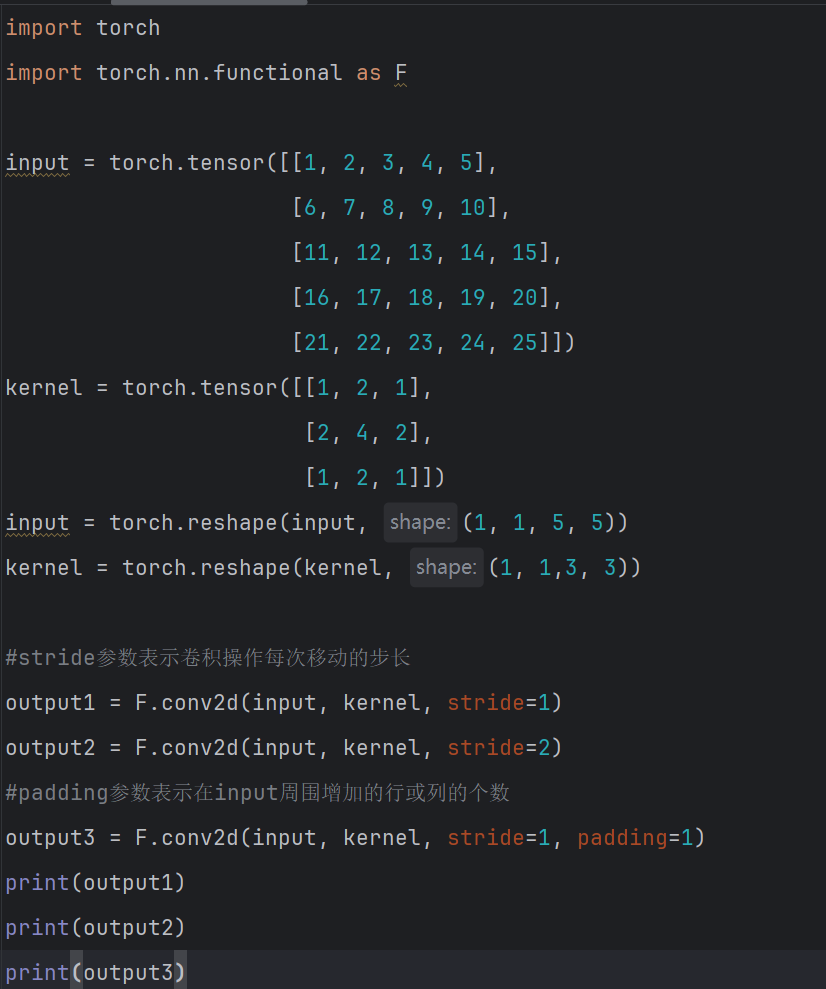 import torch
import torch.nn.functional as F
input = torch.tensor([[1, 2, 3, 4, 5],
[6, 7, 8, 9, 10],
[11, 12, 13, 14, 15],
[16, 17, 18, 19, 20],
[21, 22, 23, 24, 25]])
kernel = torch.tensor([[1, 2, 1],
[2, 4, 2],
[1, 2, 1]])
input = torch.reshape(input, shape: (1, 1, 5, 5))
kernel = torch.reshape(kernel, shape: (1, 1,3, 3))
#stride参数表示卷积操作每次移动的步长
output1 = F.conv2d(input, kernel, stride=1)
output2 = F.conv2d(input, kernel, stride=2)
#padding参数表示在input周围增加的行或列的个数
output3 = F.conv2d(input, kernel, stride=1, padding=1)
print(output1)
print(output2)
print(output3)